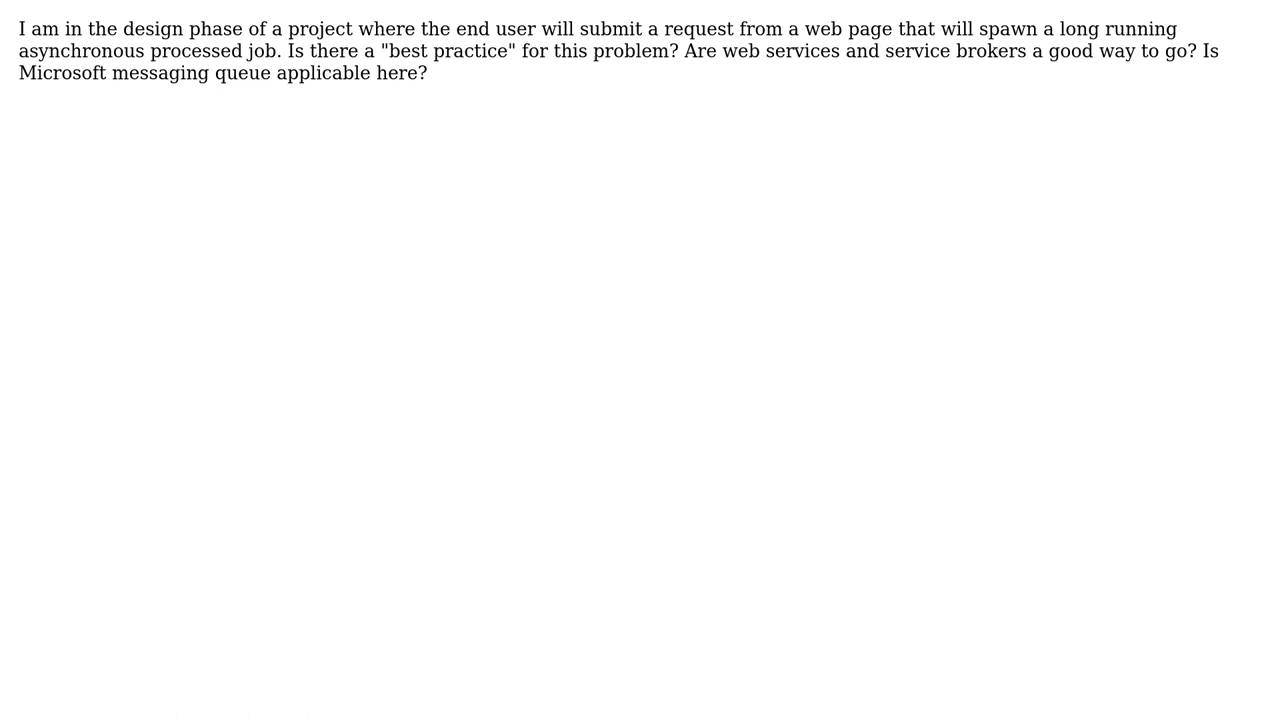 I am in the design phase of a project where the end user will submit a request from a web page that will spawn a long running
asynchronous processed job. Is there a "best practice" for this problem? Are web services and service brokers a good way to go? Is
Microsoft messaging queue applicable here?